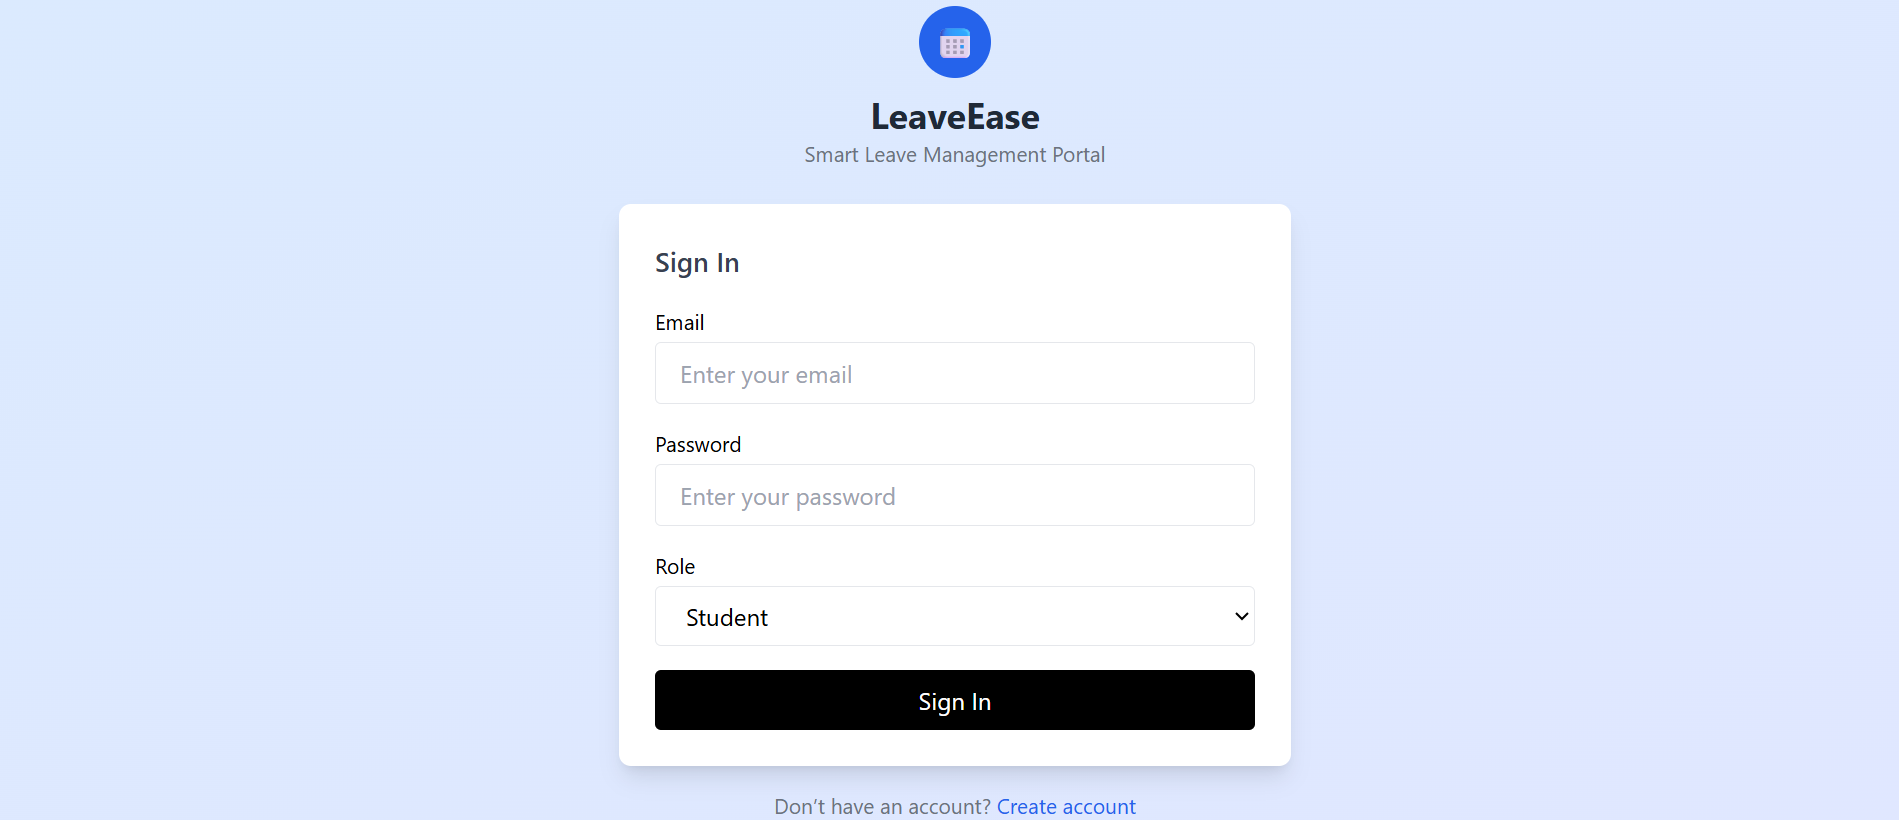 LeaveEase
Smart Leave Management Portal
Sign In
Email
Enter your email
Password
Enter your password
Role
Student
Sign In
Don’t have an account? Create account